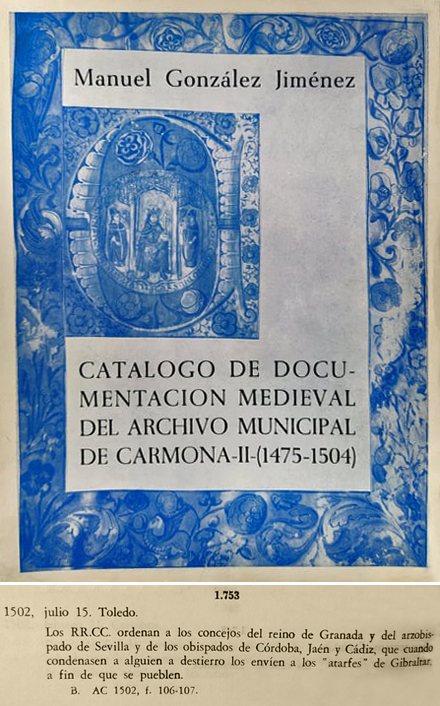 Manuel González Jiménez
CATALOGO DE DOCU-
MENTACION MEDIEVAL
DEL ARCHIVO MUNICIPAL
DE CARMONA-II-(1475-1504)
1.753
1502, julio 15. Toledo.
Los RR.CC. ordenan a los concejos del reino de Granada y del arzobis-
pado de Sevilla y de los obispados de Córdoba, Jaén y Cádiz, que cuando
condenasen a alguien a destierro los envíen a los "atarfes" de Gibraltar,
a fin de que se pueblen.
B. AC 1502, f. 106-107.